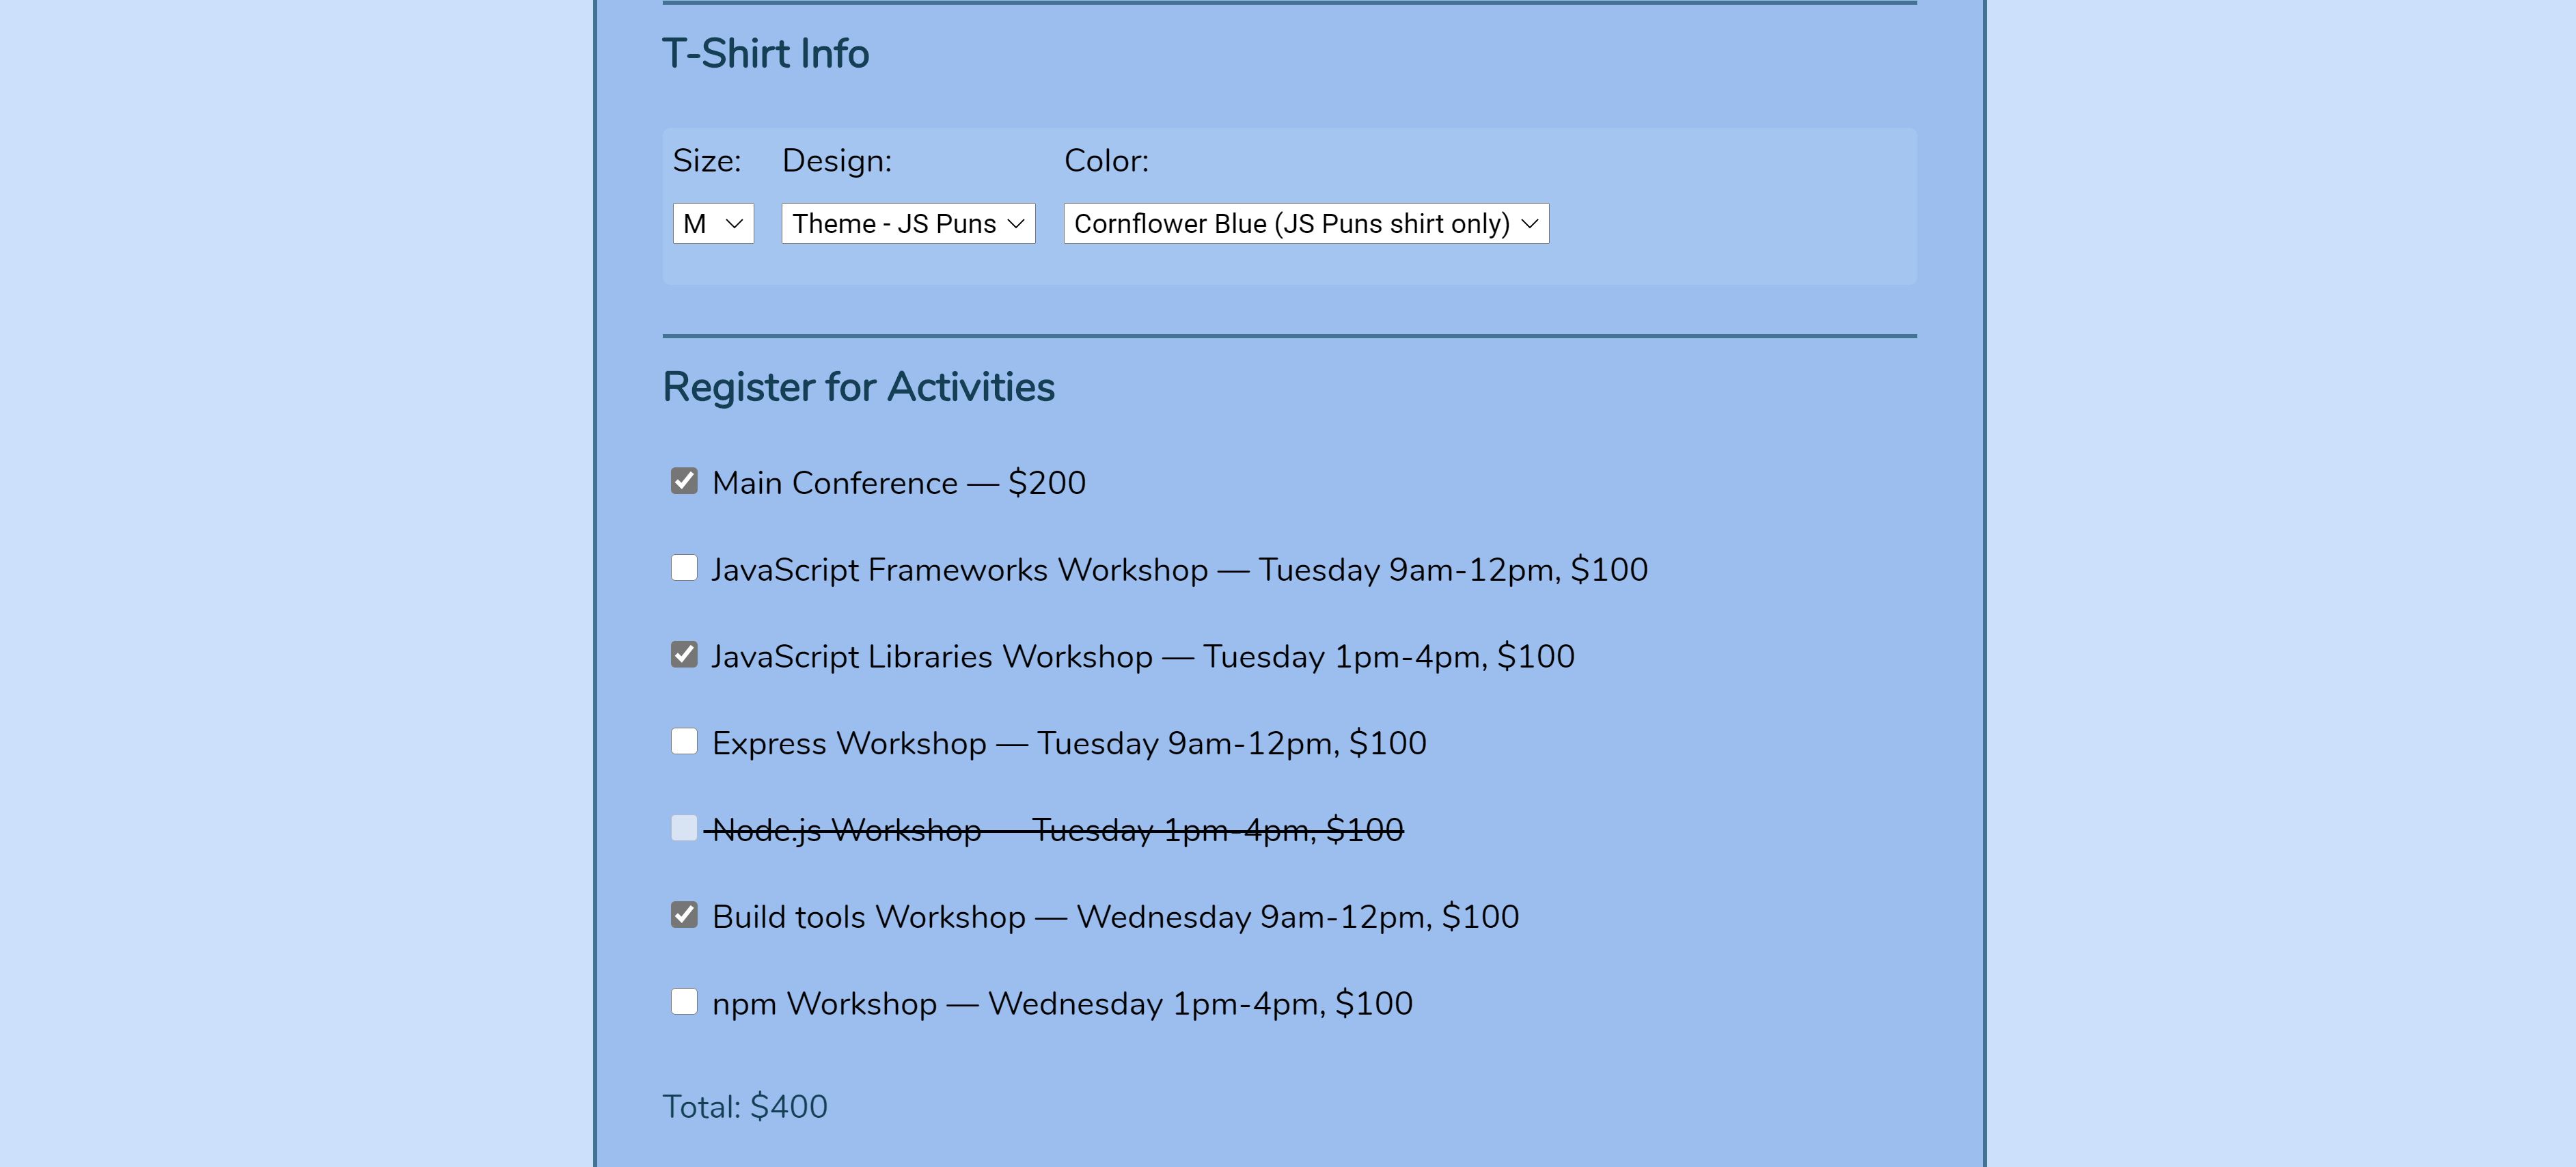 T-Shirt Info
Size: Design: Color:
M Theme - JS Puns Cornflower Blue (JS Puns shirt only)
Register for Activities
Main Conference — $200
JavaScript Frameworks Workshop — Tuesday 9am-12pm, $100
JavaScript Libraries Workshop — Tuesday 1pm-4pm, $100
Express Workshop — Tuesday 9am-12pm, $100
Node.js Workshop — Tuesday 1pm-4pm, $100
Build tools Workshop — Wednesday 9am-12pm, $100
npm Workshop — Wednesday 1pm-4pm, $100
Total: $400